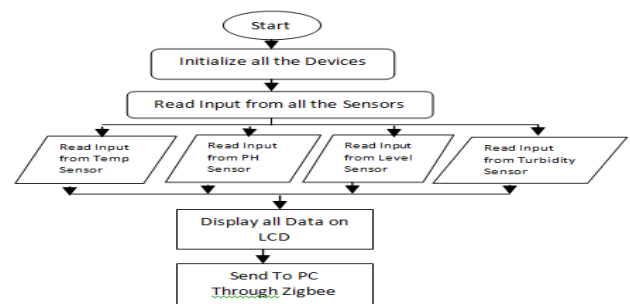 Start
Initialize all the Devices
Read Input from all the Sensors
Read Input
from Temp
Sensor
Read Input
from PH
Sensor
Read Input
from Level
Sensor
Read Input
from Turbidity
Sensor
Display all Data on
LCD
Send To PC
Through Zigbee